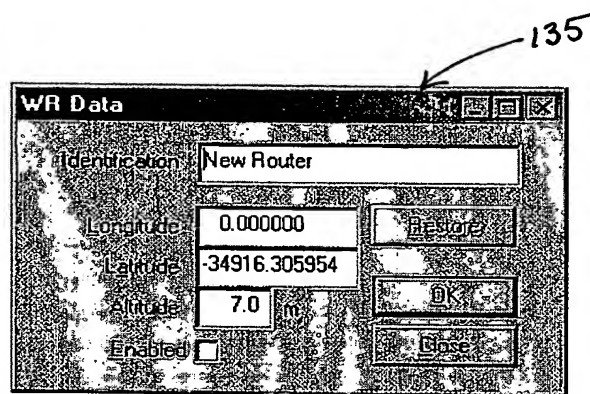 135
WR Data
Identification New Router
Longitude 0.000000 Restore
Latitude -34916.305954
Altitude 7.0 m OK
Enabled Close